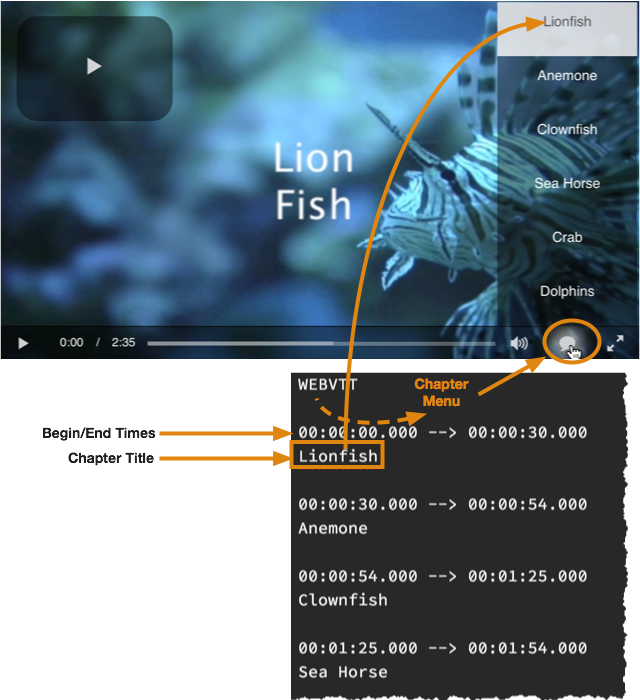 Lionfish
Anemone
Clownfish
Sea Horse
Crab
Dolphins
Lion
Fish
0:00 / 2:35
WEBVTT
Chapter
Menu
Begin/End Times
00:00:00.000 --> 00:00:30.000
Chapter Title
Lionfish
00:00:30.000 --> 00:00:54.000
Anemone
00:00:54.000 --> 00:01:25.000
Clownfish
00:01:25.000 --> 00:01:54.000
Sea Horse